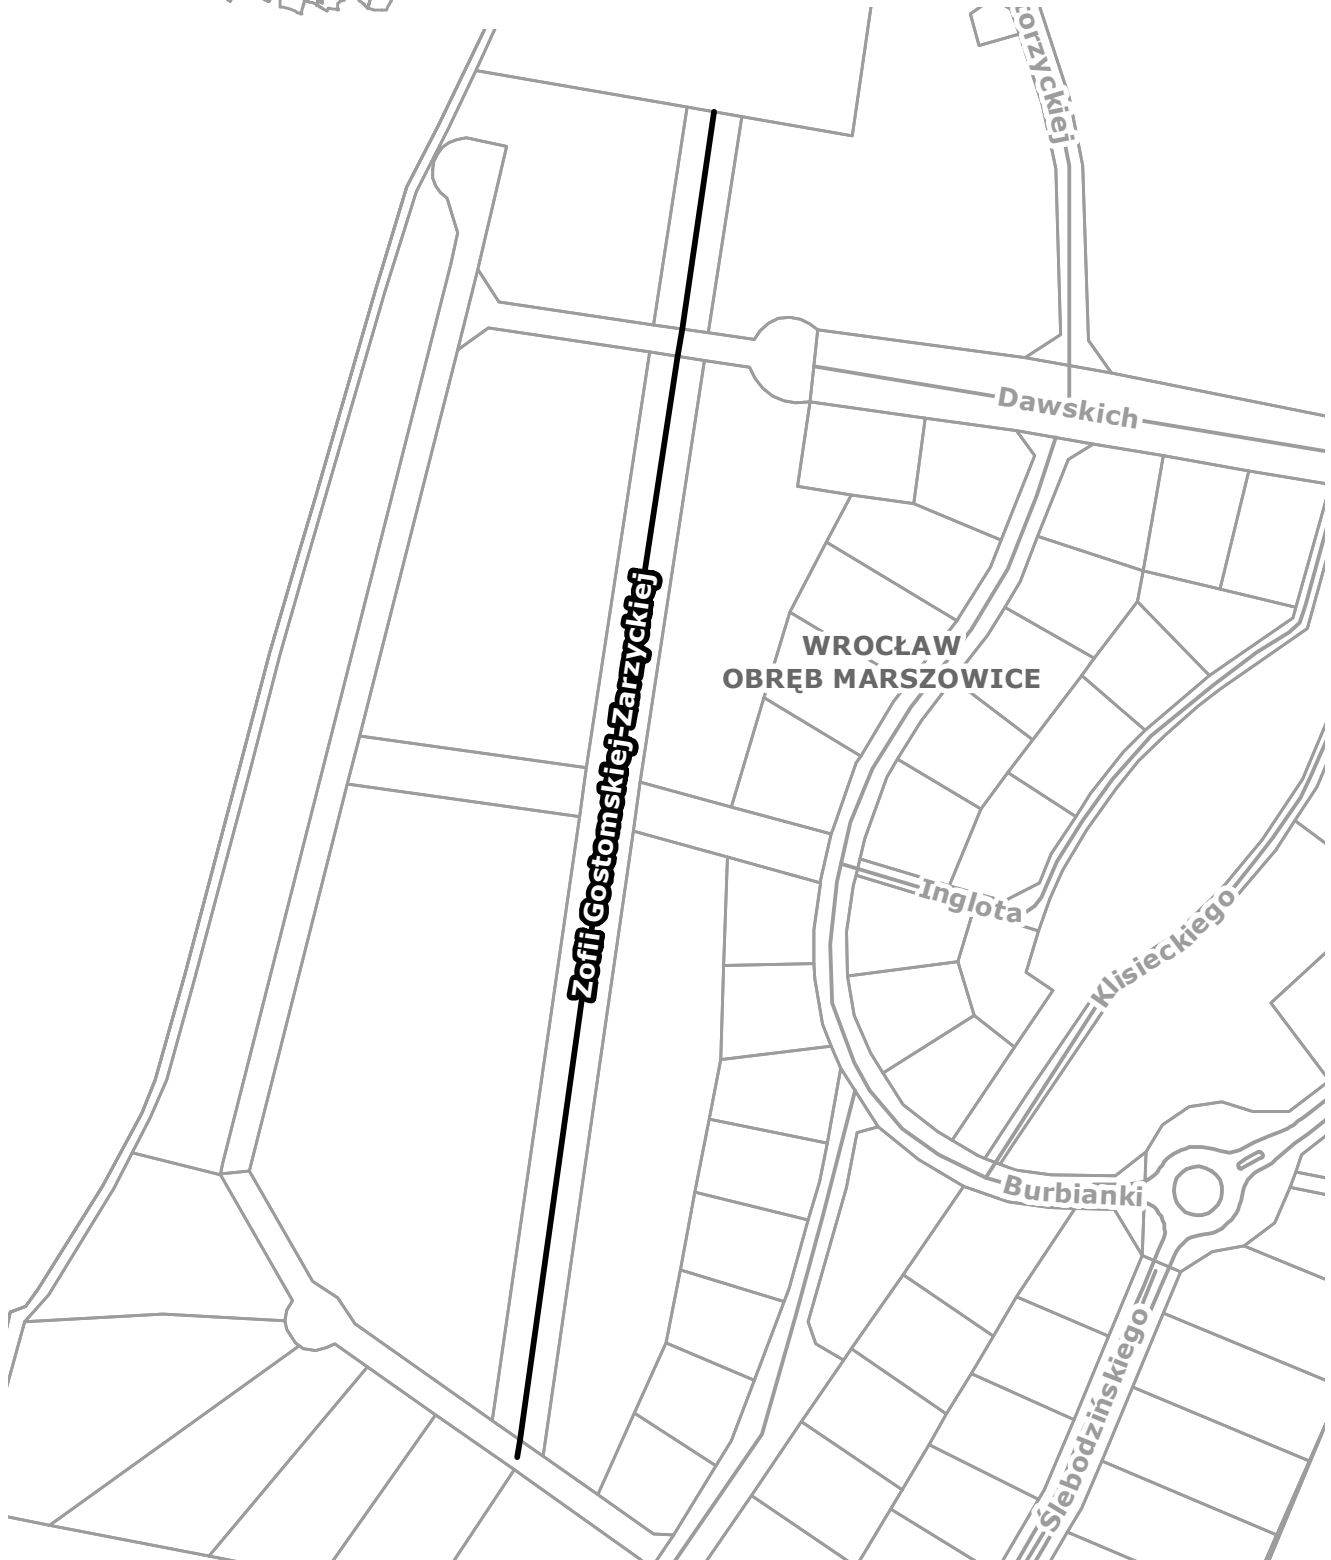 orzyckiej
Dawskich
Zofii Gostomskiej-Zarzyckiej
WROCŁAW
OBRĘB MARSZOWICE
Inglota
Klisieckiego
Burbianki
Ślebodzińskiego